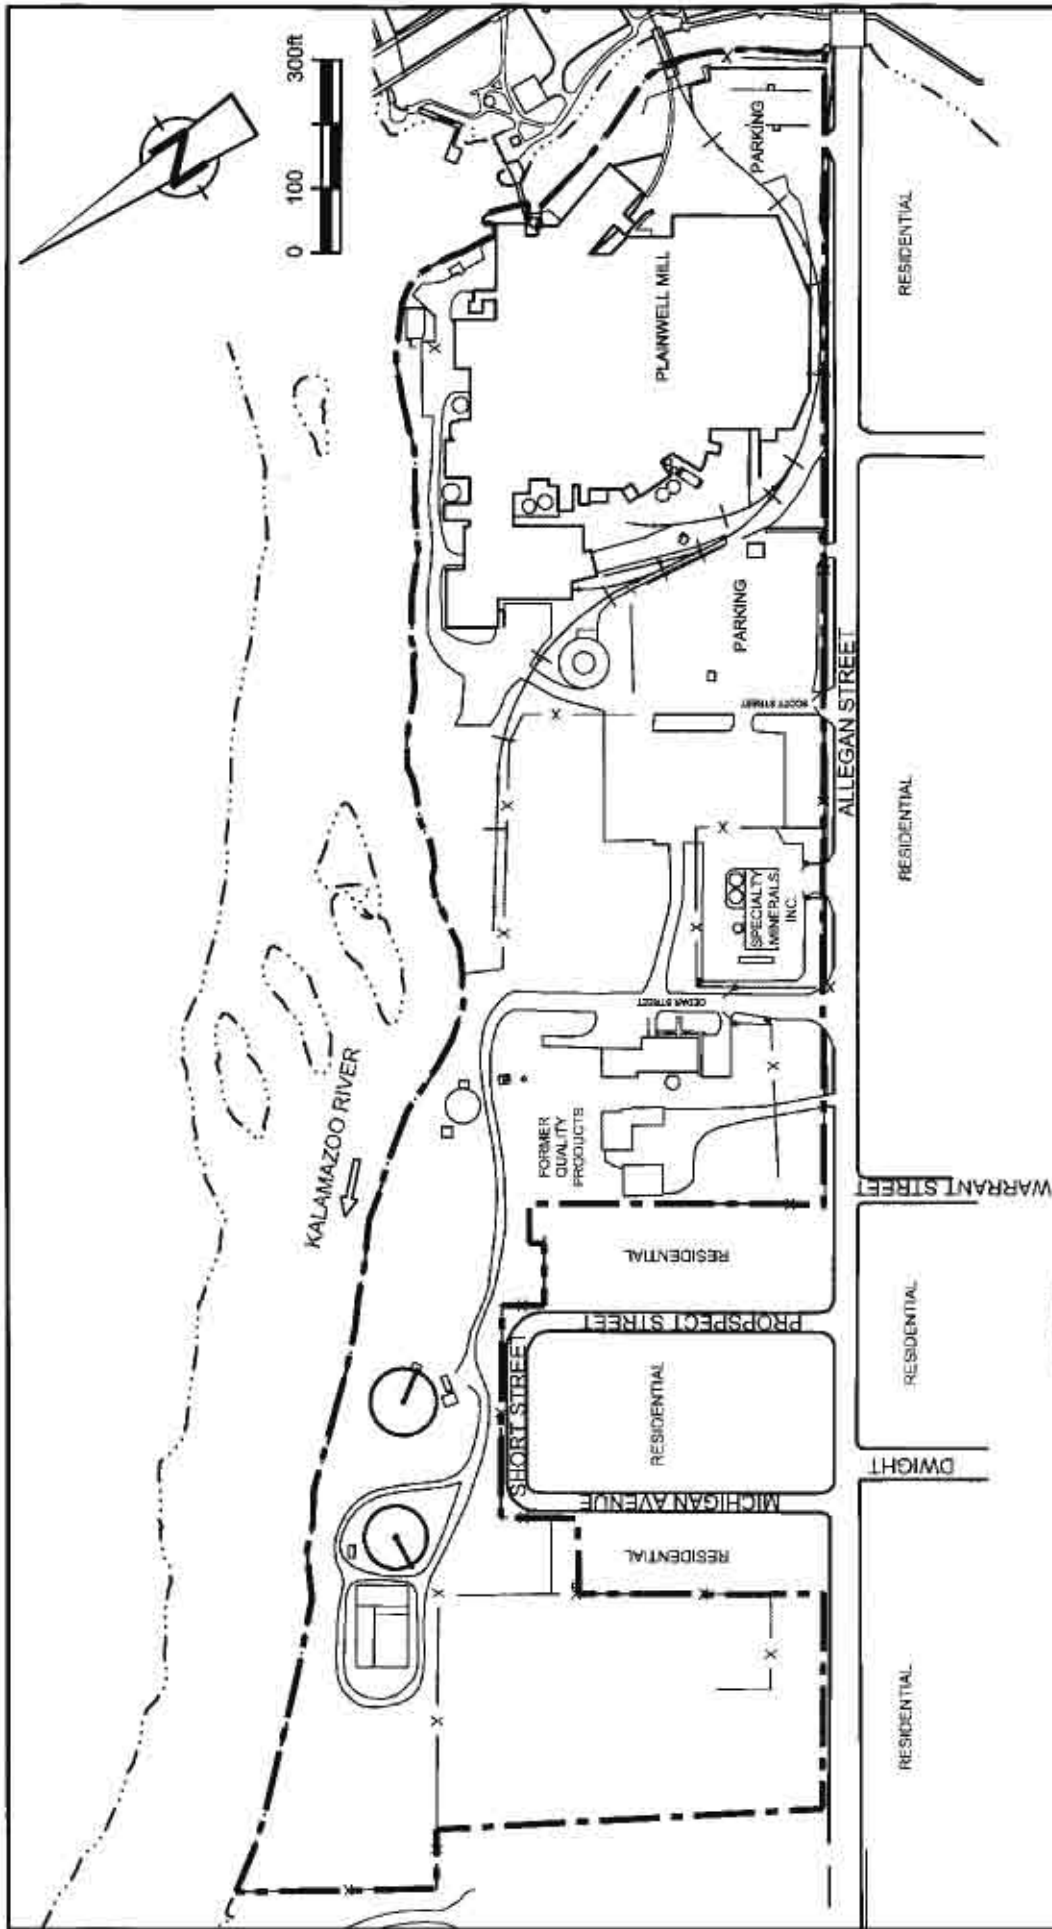 0 100 300ft
N
KALAMAZOO RIVER
PLAINWELL MILL
PARKING
PARKING
SCOTT STREET
ALLEGAN STREET
SPECIALTY
MINERALS
INC.
CEDAR STREET
FORMER
QUALITY
PRODUCTS
WARRANT STREET
RESIDENTIAL
PROPSPECT STREET
SHORT STREET
RESIDENTIAL
MICHIGAN AVENUE
DWIGHT
RESIDENTIAL
RESIDENTIAL
RESIDENTIAL
RESIDENTIAL
RESIDENTIAL